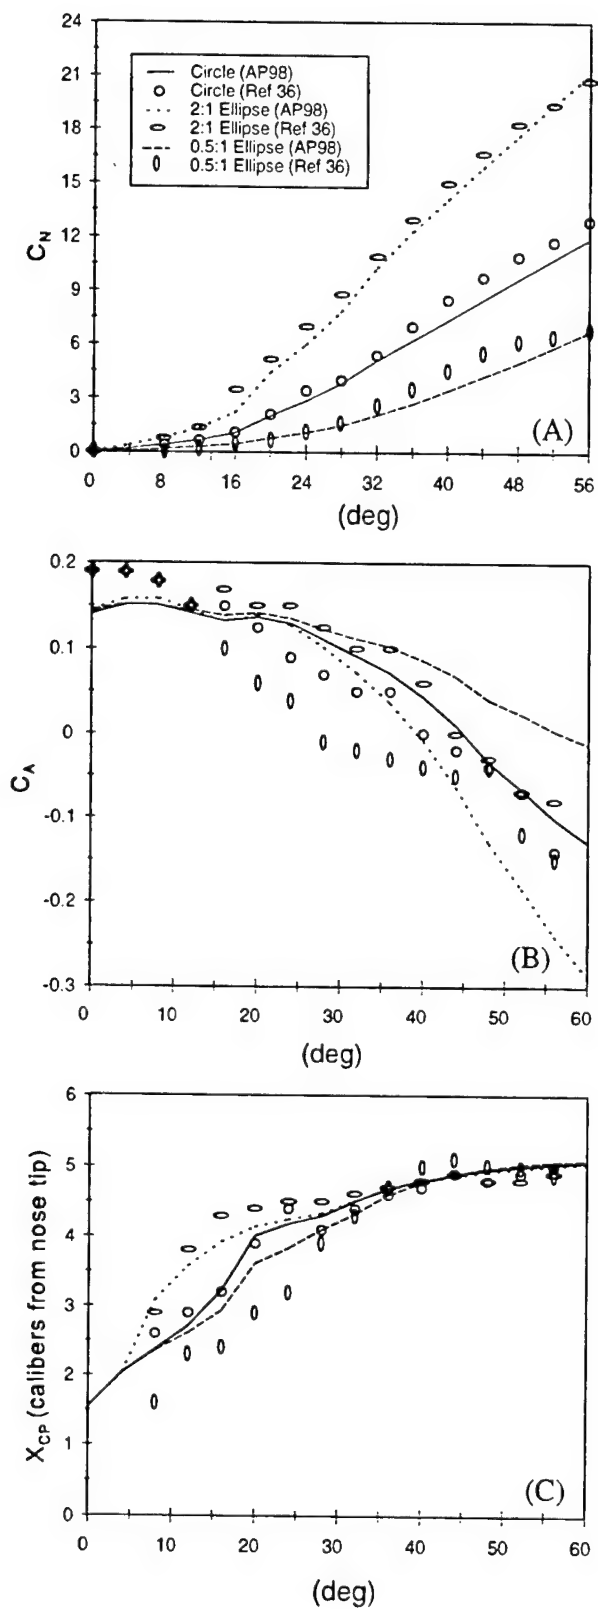 24
21
18
15
12
9
6
3
0
C_N
Circle (AP98)
Circle (Ref 36)
2:1 Ellipse (AP98)
2:1 Ellipse (Ref 36)
0.5:1 Ellipse (AP98)
0.5:1 Ellipse (Ref 36)
(A)
0 8 16 24 32 40 48 56
(deg)
0.2
0.1
0
-0.1
-0.2
-0.3
C_A
(B)
0 10 20 30 40 50 60
(deg)
6
5
4
3
2
1
0
X_CP (calibers from nose tip)
(C)
0 10 20 30 40 50 60
(deg)